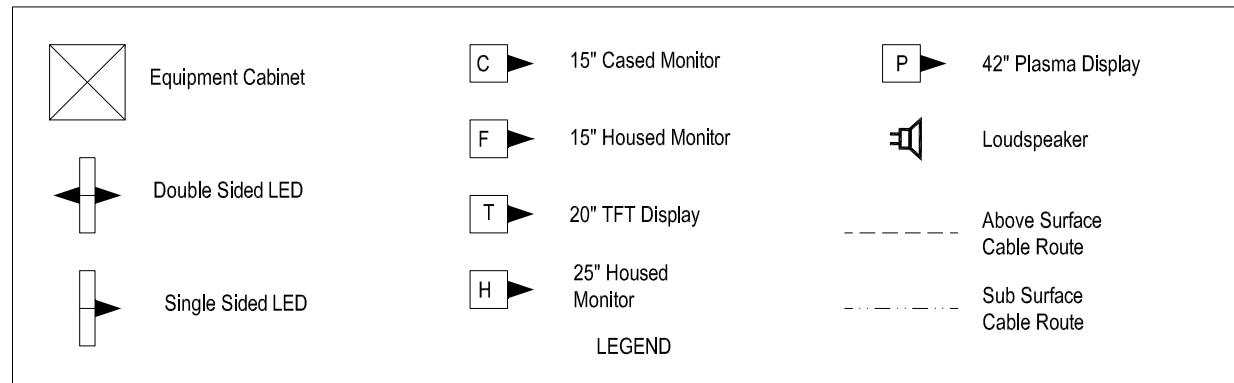 Equipment Cabinet
Double Sided LED
Single Sided LED
C
15" Cased Monitor
F
15" Housed Monitor
T
20" TFT Display
H
25" Housed
Monitor
LEGEND
P
42" Plasma Display
Loudspeaker
Above Surface
Cable Route
Sub Surface
Cable Route